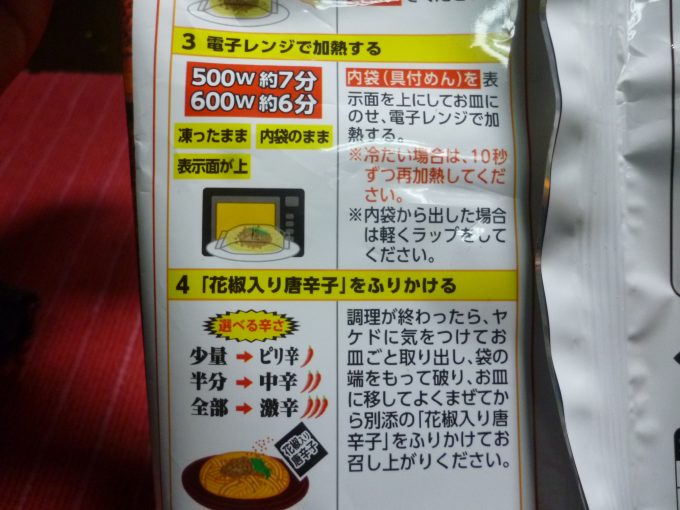 3 電子レンジで加熱する
500W 約7分
600W 約6分
凍ったまま 内袋のまま
表示面が上
内袋(具付めん)を表
示面を上にしてお皿に
のせ、電子レンジで加
熱する。
※冷たい場合は、10秒
ずつ再加熱してくだ
さい。
※内袋から出した場合
は軽くラップをして
ください。
4 「花椒入り唐辛子」をふりかける
選べる辛さ
少量 → ピリ辛
半分 → 中辛
全部 → 激辛
花椒入り
唐辛子
調理が終わったら、ヤ
ケドに気をつけてお
皿ごと取り出し、袋の
端をもって破り、お皿
に移してよくまぜてか
ら別添の「花椒入り唐
辛子」をふりかけてお
召し上がりください。